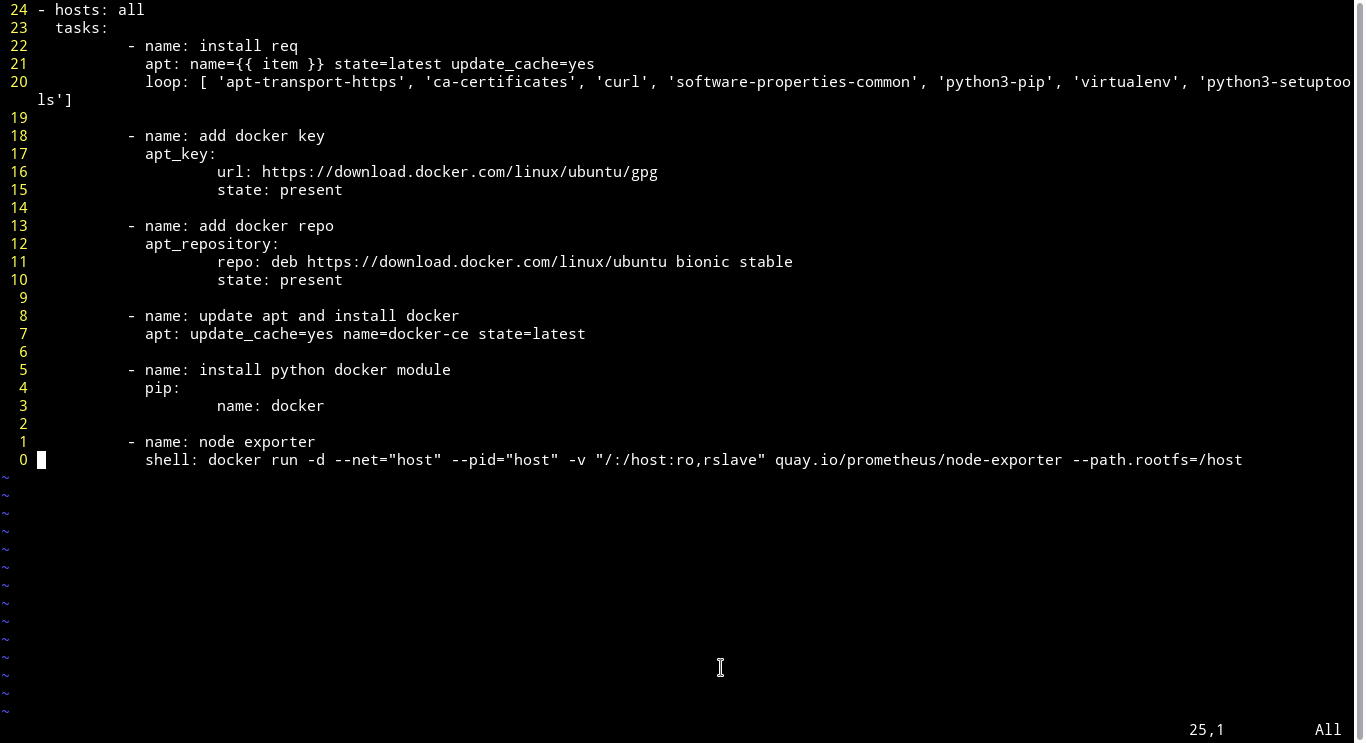 24 - hosts: all
23   tasks:
22           - name: install req
21             apt: name={{ item }} state=latest update_cache=yes
20             loop: [ 'apt-transport-https', 'ca-certificates', 'curl', 'software-properties-common', 'python3-pip', 'virtualenv', 'python3-setuptoo
   ls']
19
18           - name: add docker key
17             apt_key:
16                     url: https://download.docker.com/linux/ubuntu/gpg
15                     state: present
14
13           - name: add docker repo
12             apt_repository:
11                     repo: deb https://download.docker.com/linux/ubuntu bionic stable
10                     state: present
 9
 8           - name: update apt and install docker
 7             apt: update_cache=yes name=docker-ce state=latest
 6
 5           - name: install python docker module
 4             pip:
 3                     name: docker
 2
 1           - name: node exporter
 0             shell: docker run -d --net="host" --pid="host" -v "/:/host:ro,rslave" quay.io/prometheus/node-exporter --path.rootfs=/host
~
~
~
~
~
~
~
~
~
~
~
~
~
~
25,1          All